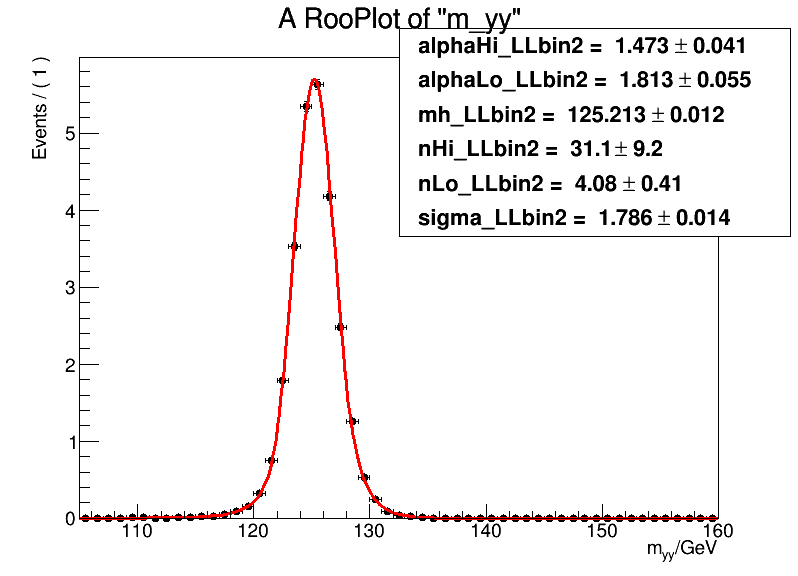 A RooPlot of "m_yy"
alphaHi_LLbin2 = 1.473 ± 0.041
alphaLo_LLbin2 = 1.813 ± 0.055
mh_LLbin2 = 125.213 ± 0.012
nHi_LLbin2 = 31.1 ± 9.2
nLo_LLbin2 = 4.08 ± 0.41
sigma_LLbin2 = 1.786 ± 0.014
Events / ( 1 )
5
4
3
2
1
0
110 120 130 140 150 160
m_yy/GeV